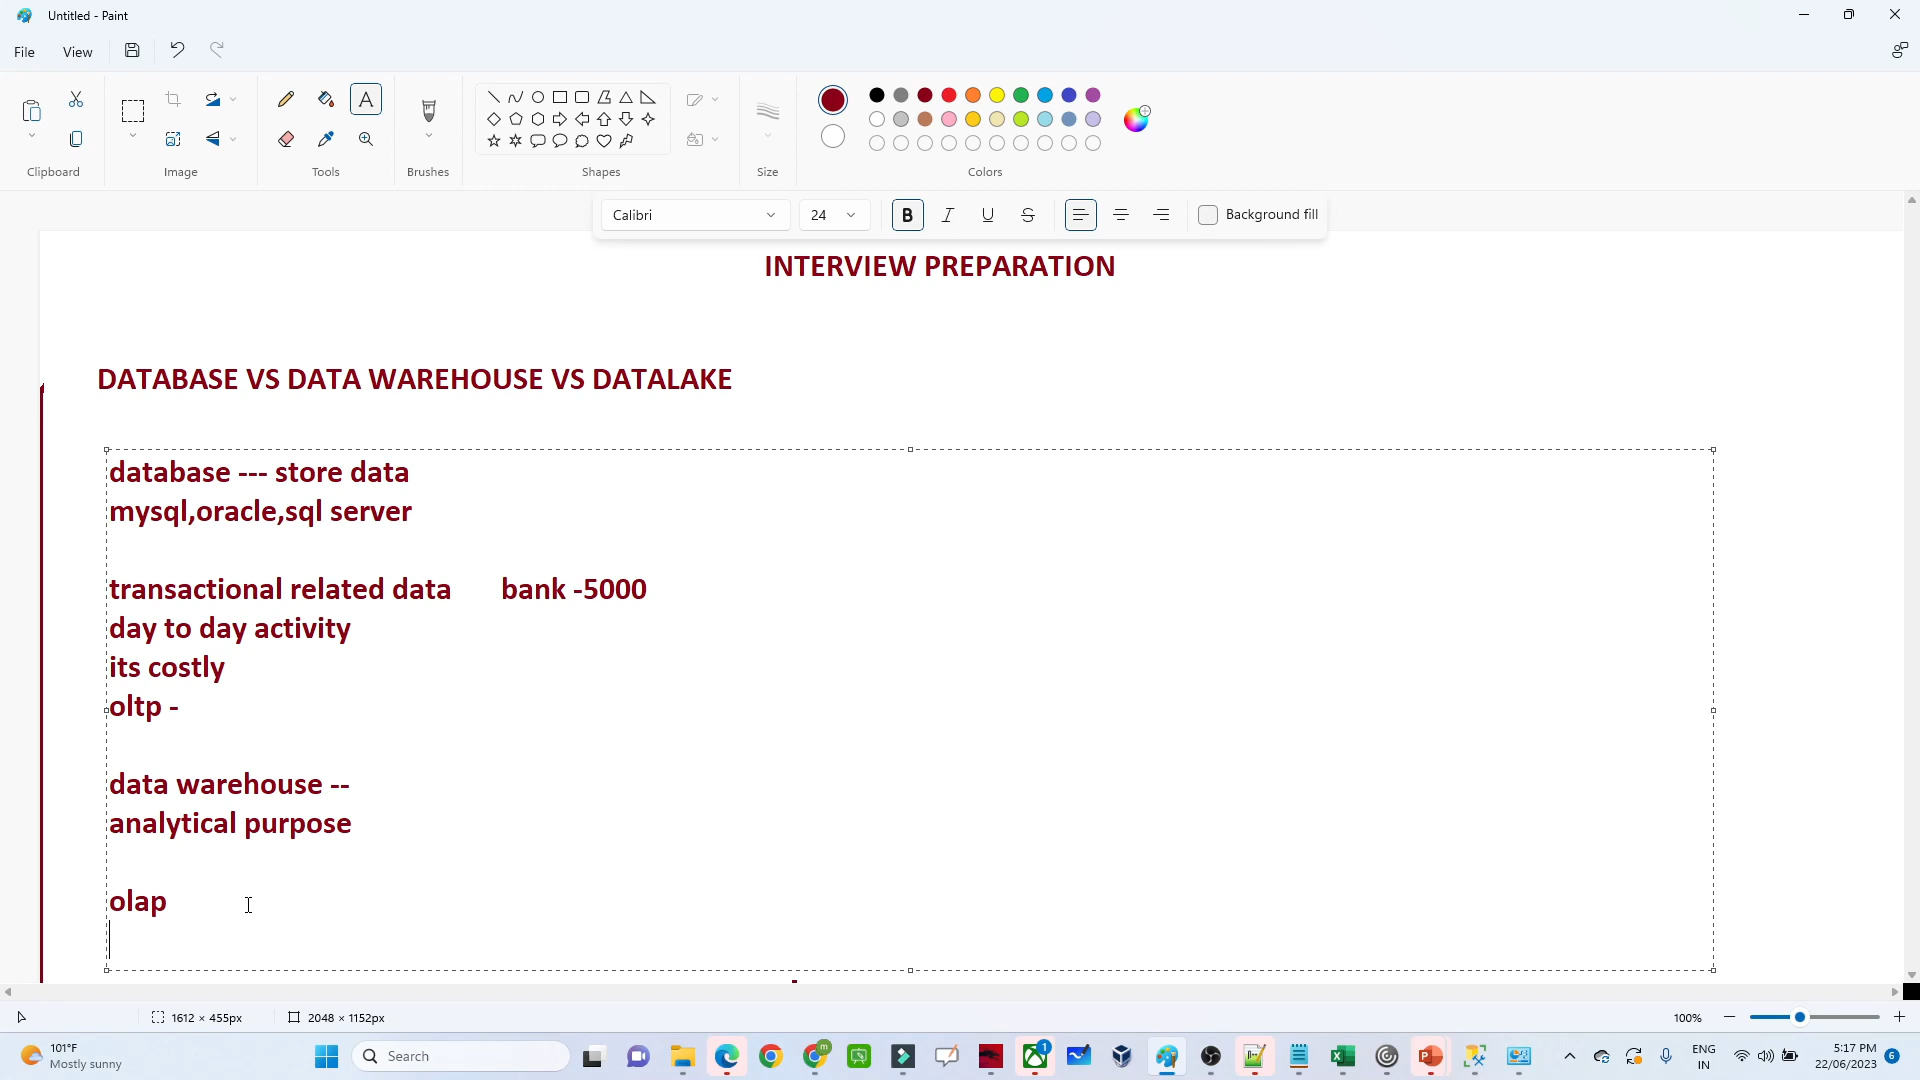 Untitled - Paint
File
View
Clipboard
Image
Tools
Brushes
Shapes
Size
Colors
Calibri
24
B
I
U
S
Background fill
INTERVIEW PREPARATION
DATABASE VS DATA WAREHOUSE VS DATALAKE
database --- store data
mysql,oracle,sql server
transactional related data bank -5000
day to day activity
its costly
oltp -
data warehouse --
analytical purpose
olap
1612 × 455px
2048 × 1152px
100%
101°F
Mostly sunny
Search
m
1
ENG
IN
5:17 PM
22/06/2023
6